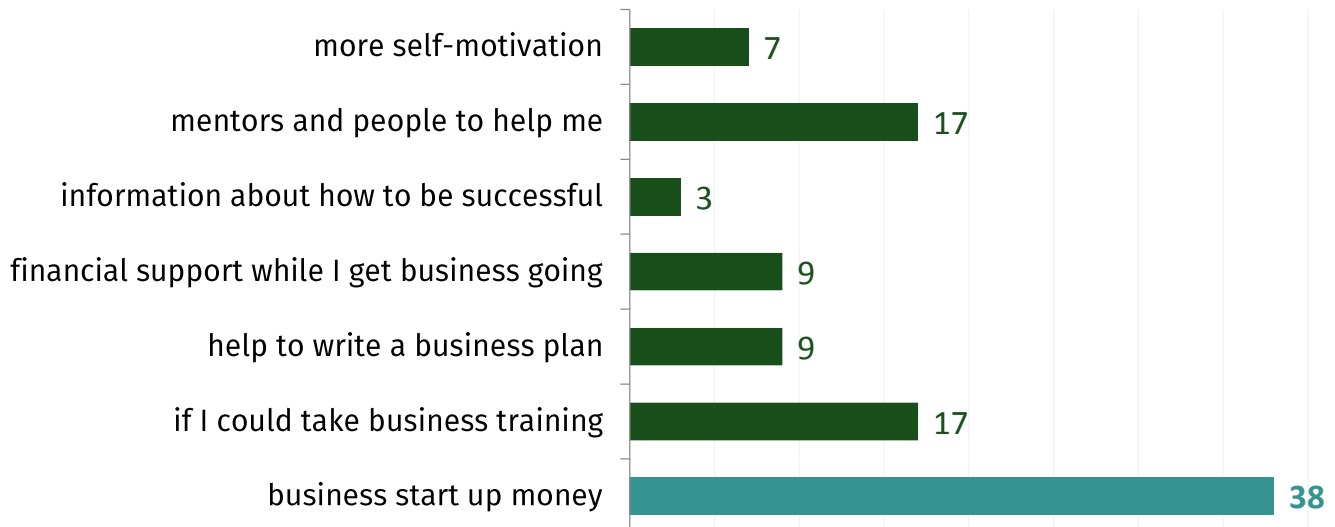 more self-motivation 7
mentors and people to help me 17
information about how to be successful 3
financial support while I get business going 9
help to write a business plan 9
if I could take business training 17
business start up money 38